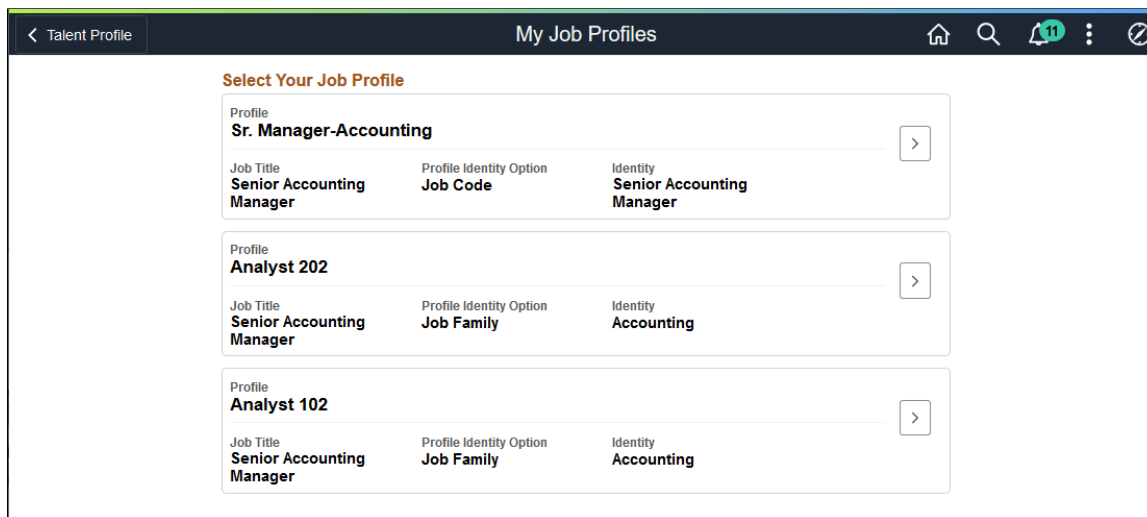 Talent Profile
My Job Profiles
11
Select Your Job Profile
Profile
Sr. Manager-Accounting
Job Title
Profile Identity Option
Identity
Senior Accounting
Job Code
Senior Accounting
Manager
Manager
Profile
Analyst 202
Job Title
Profile Identity Option
Identity
Senior Accounting
Job Family
Accounting
Manager
Profile
Analyst 102
Job Title
Profile Identity Option
Identity
Senior Accounting
Job Family
Accounting
Manager